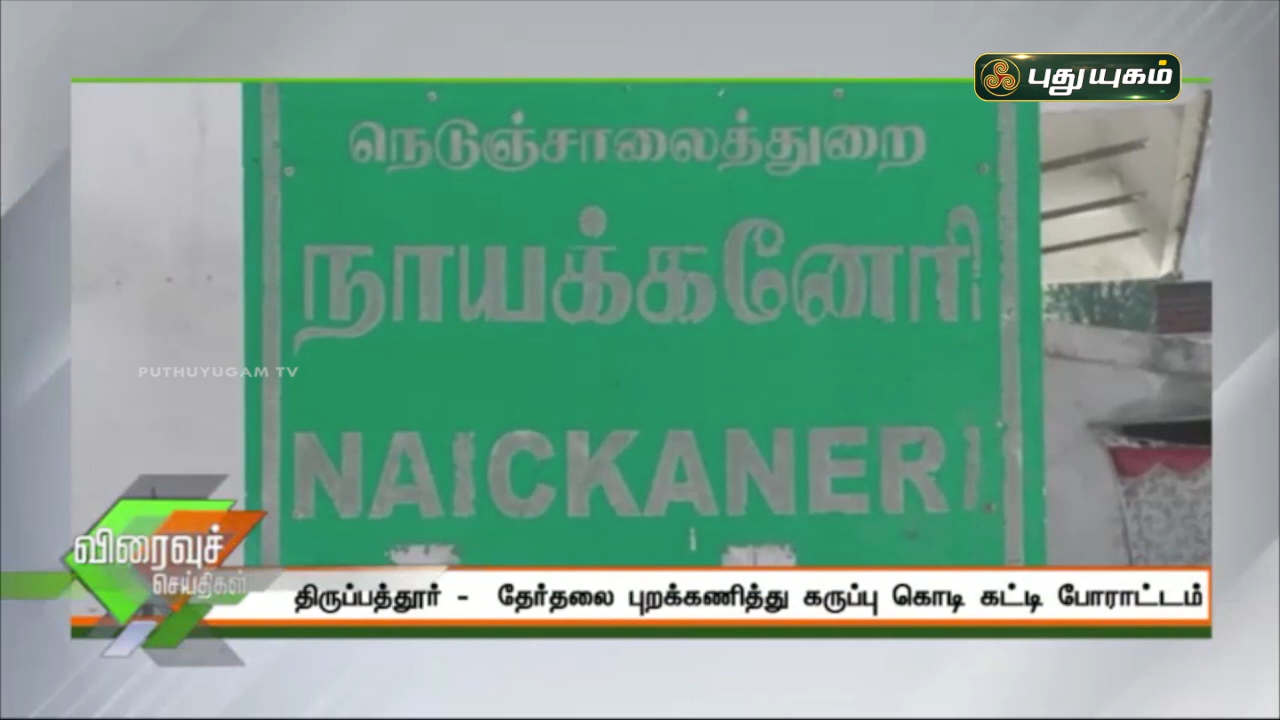 புதுயுகம்
நெடுஞ்சாலைத்துறை
நாயக்கனேரி
PUTHUYUGAM TV
NAICKANERI
விரைவுச்
செய்திகள்
திருப்பத்தூர் - தேர்தலை புறக்கணித்து கருப்பு கொடி கட்டி போராட்டம்